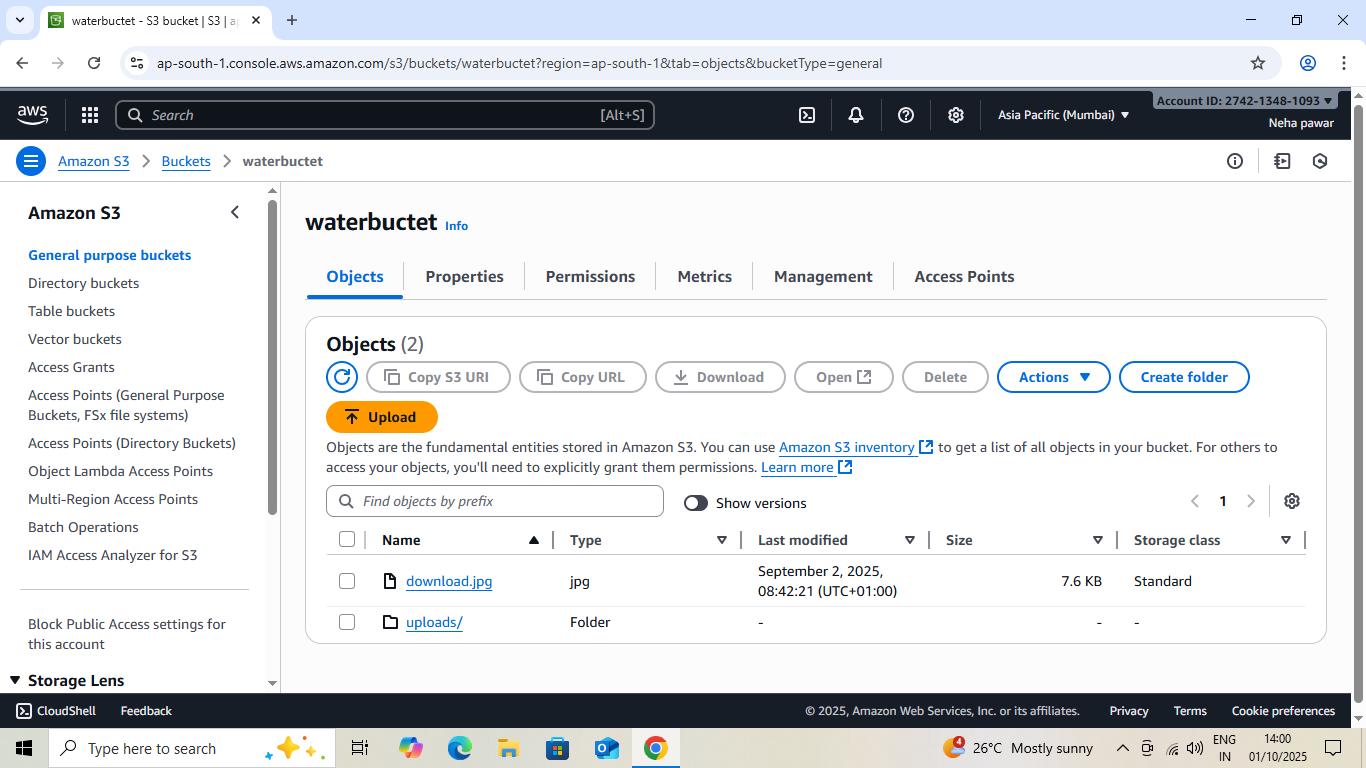 waterbuctet - S3 bucket | S3 | a
ap-south-1.console.aws.amazon.com/s3/buckets/waterbuctet?region=ap-south-1&tab=objects&bucketType=general
aws
Search
[Alt+S]
Asia Pacific (Mumbai)
Account ID: 2742-1348-1093
Neha pawar
Amazon S3
Buckets
waterbuctet
Amazon S3
General purpose buckets
Directory buckets
Table buckets
Vector buckets
Access Grants
Access Points (General Purpose
Buckets, FSx file systems)
Access Points (Directory Buckets)
Object Lambda Access Points
Multi-Region Access Points
Batch Operations
IAM Access Analyzer for S3
Block Public Access settings for
this account
Storage Lens
waterbuctet Info
Objects
Properties
Permissions
Metrics
Management
Access Points
Objects (2)
Copy S3 URI
Copy URL
Download
Open
Delete
Actions
Create folder
Upload
Objects are the fundamental entities stored in Amazon S3. You can use Amazon S3 inventory to get a list of all objects in your bucket. For others to
access your objects, you'll need to explicitly grant them permissions. Learn more
Find objects by prefix
Show versions
1
Name
Type
Last modified
Size
Storage class
download.jpg
jpg
September 2, 2025,
08:42:21 (UTC+01:00)
7.6 KB
Standard
uploads/
Folder
-
-
-
CloudShell
Feedback
© 2025, Amazon Web Services, Inc. or its affiliates.
Privacy
Terms
Cookie preferences
Type here to search
4
26°C Mostly sunny
ENG
IN
14:00
01/10/2025